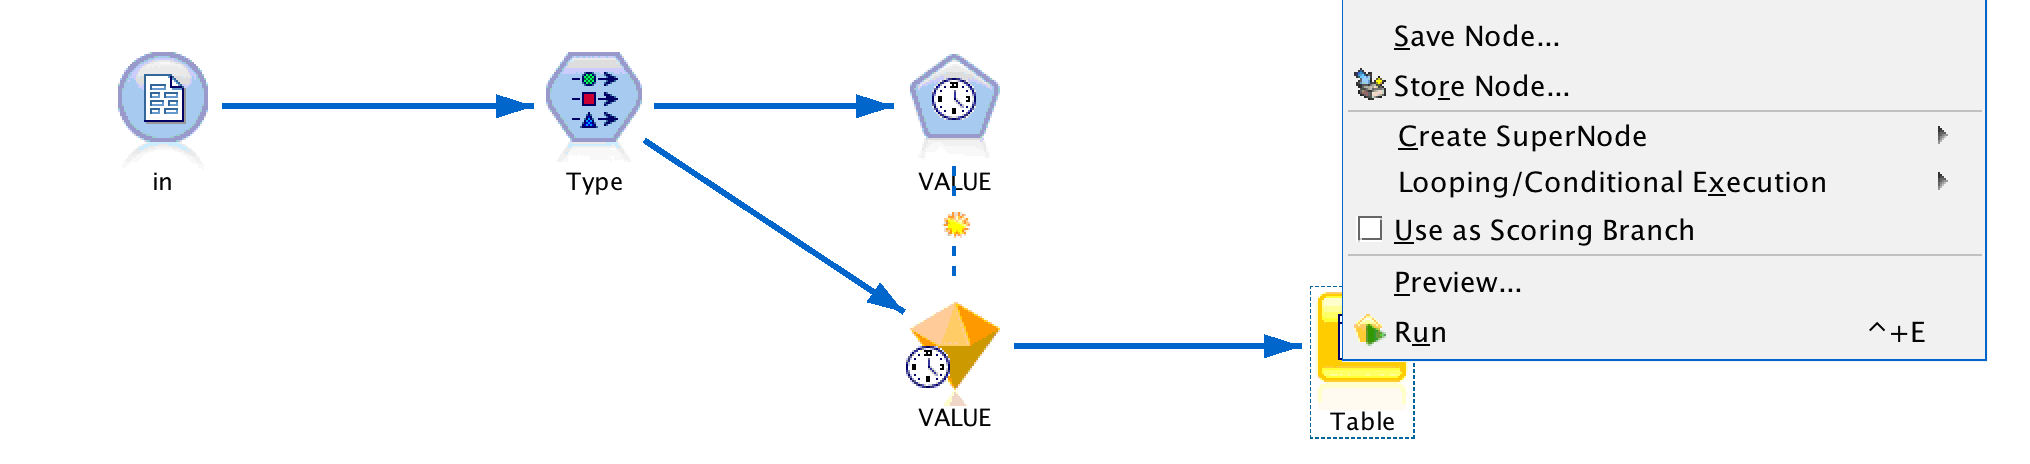 Save Node...
Store Node...
Create SuperNode
Looping/Conditional Execution
Use as Scoring Branch
Preview...
Run ^+E
in
Type
VALUE
VALUE
Table